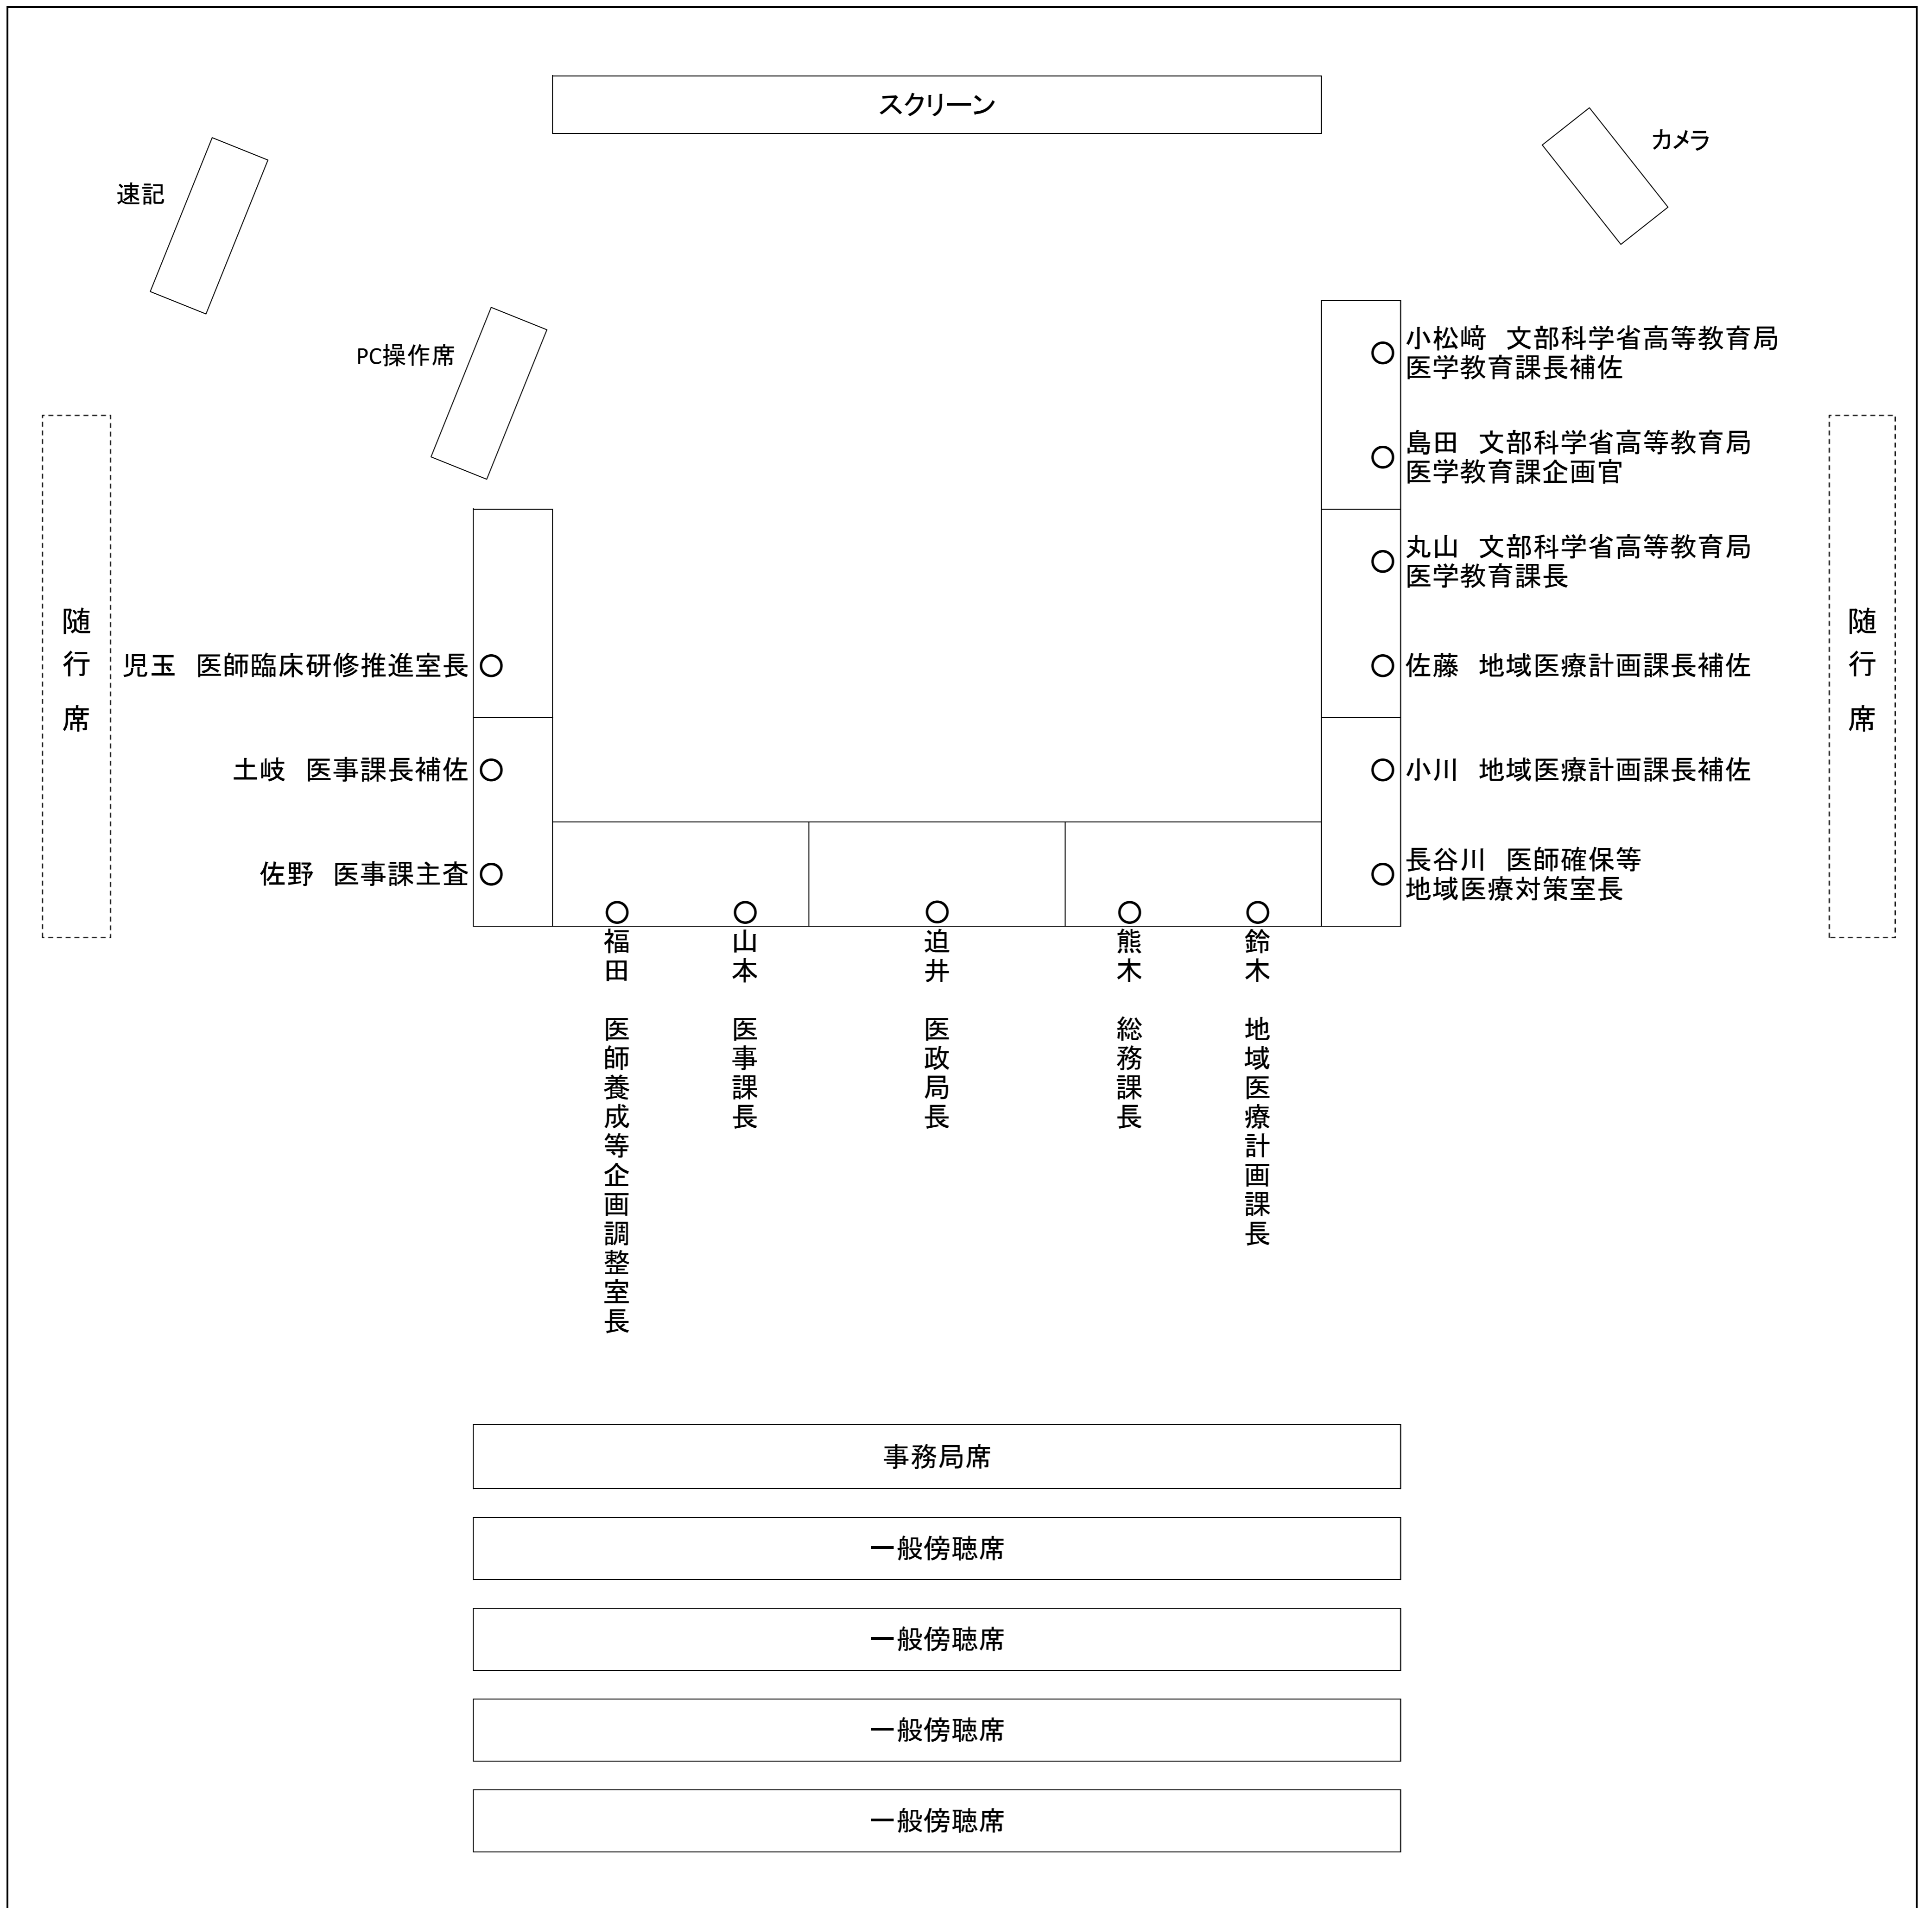 スクリーン
カメラ
速記
PC操作席
小松﨑　文部科学省高等教育局
医学教育課長補佐
島田　文部科学省高等教育局
医学教育課企画官
丸山　文部科学省高等教育局
医学教育課長
随行席
児玉　医師臨床研修推進室長
佐藤　地域医療計画課長補佐
随行席
土岐　医事課長補佐
小川　地域医療計画課長補佐
佐野　医事課主査
長谷川　医師確保等
地域医療対策室長
福田　医師養成等企画調整室長
山本　医事課長
迫井　医政局長
熊木　総務課長
鈴木　地域医療計画課長
事務局席
一般傍聴席
一般傍聴席
一般傍聴席
一般傍聴席